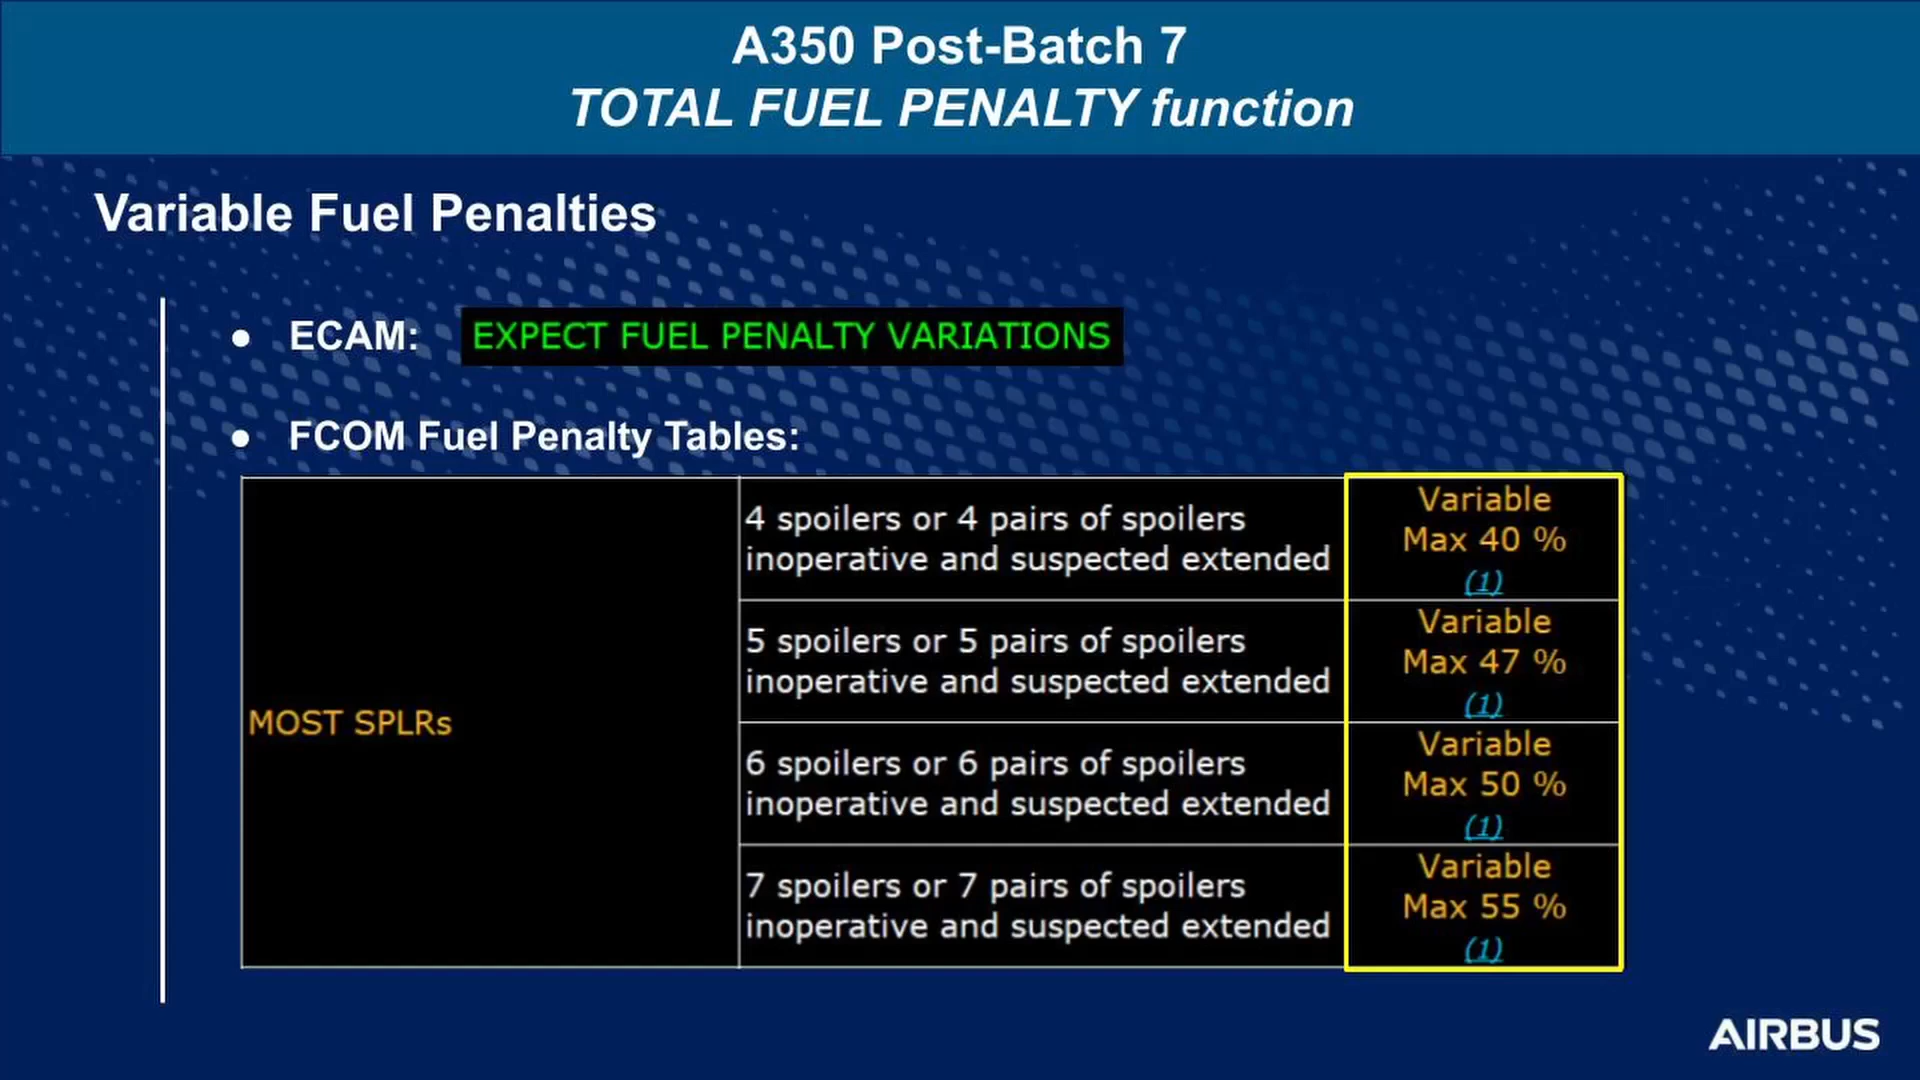 A350 Post-Batch 7
TOTAL FUEL PENALTY function
Variable Fuel Penalties
● ECAM: EXPECT FUEL PENALTY VARIATIONS
● FCOM Fuel Penalty Tables:
MOST SPLRs
4 spoilers or 4 pairs of spoilers
inoperative and suspected extended
Variable
Max 40 %
(1)
5 spoilers or 5 pairs of spoilers
inoperative and suspected extended
Variable
Max 47 %
(1)
6 spoilers or 6 pairs of spoilers
inoperative and suspected extended
Variable
Max 50 %
(1)
7 spoilers or 7 pairs of spoilers
inoperative and suspected extended
Variable
Max 55 %
(1)
AIRBUS